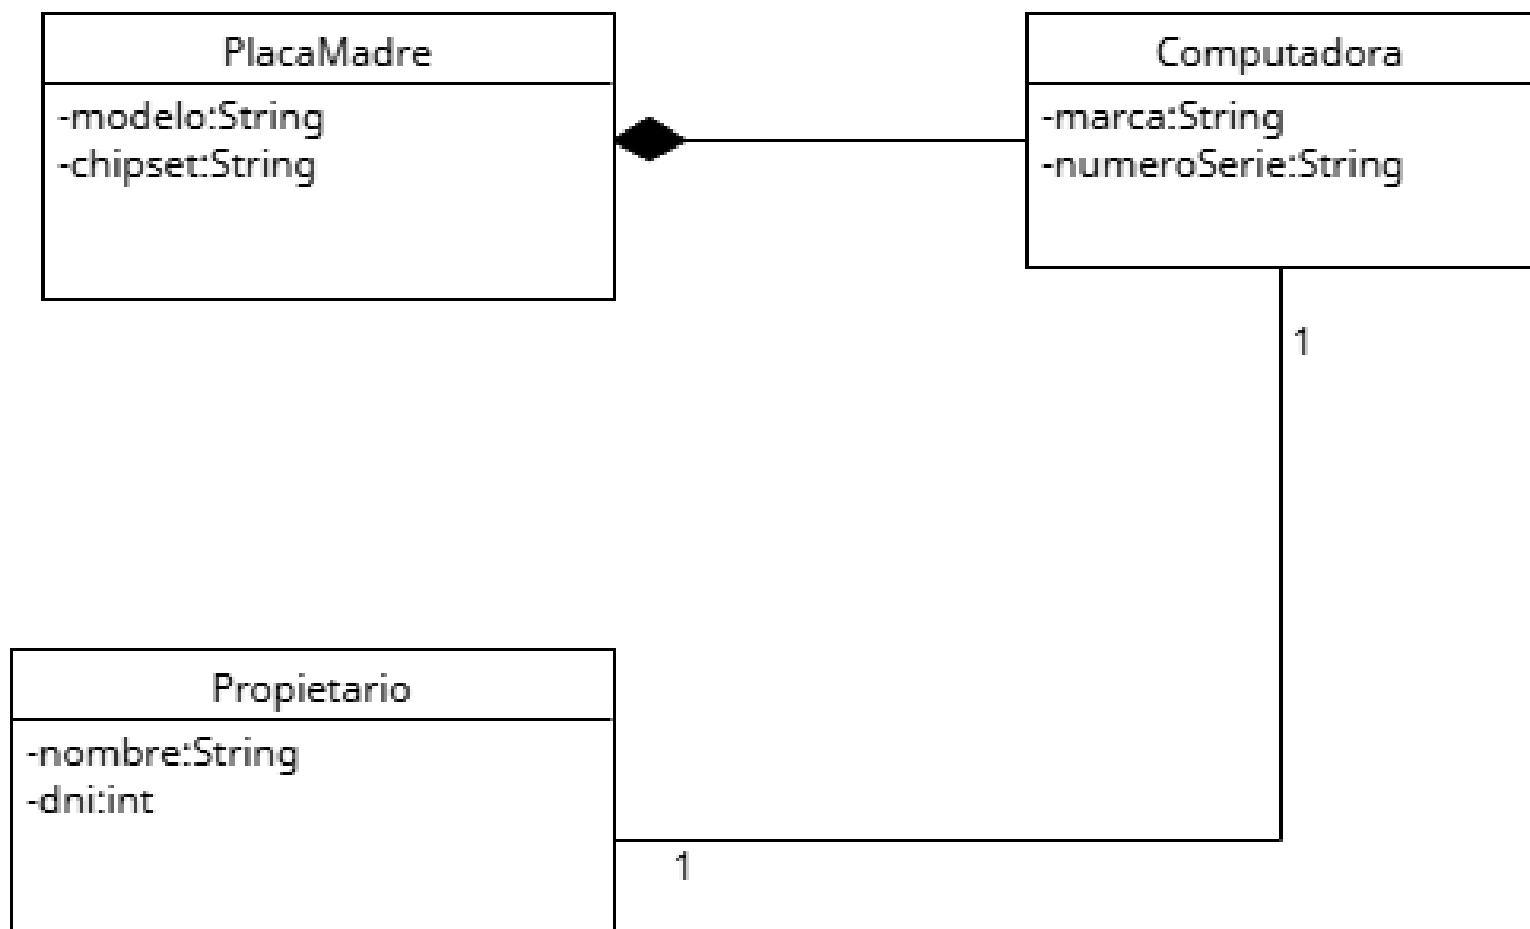 PlacaMadre
-modelo:String
-chipset:String
Computadora
-marca:String
-numeroSerie:String
1
Propietario
-nombre:String
-dni:int
1